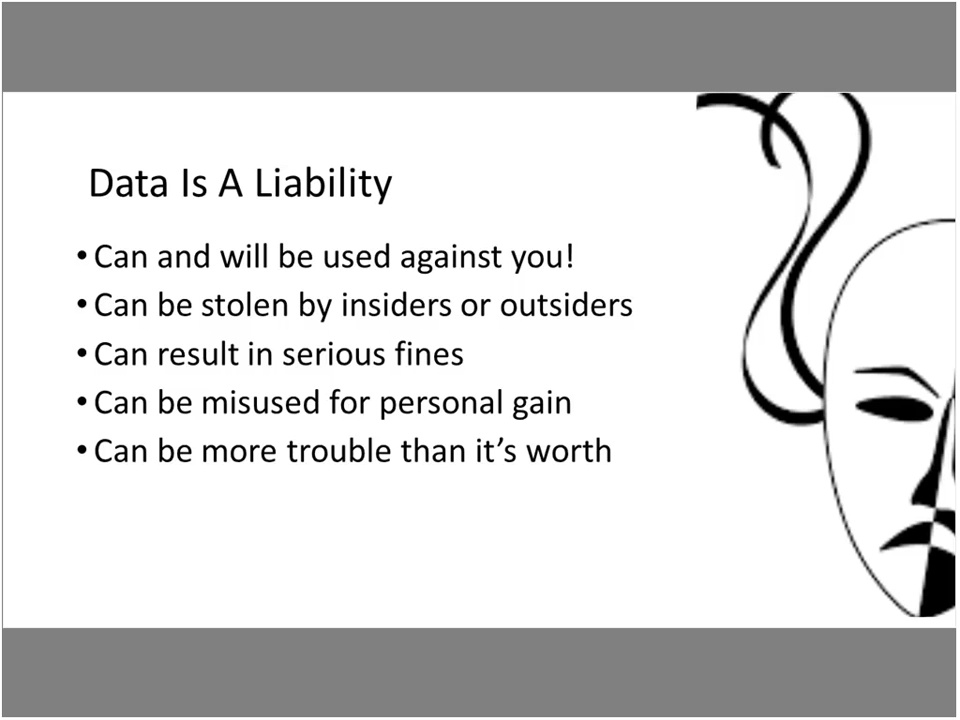 Data Is A Liability
• Can and will be used against you!
• Can be stolen by insiders or outsiders
• Can result in serious fines
• Can be misused for personal gain
• Can be more trouble than it’s worth